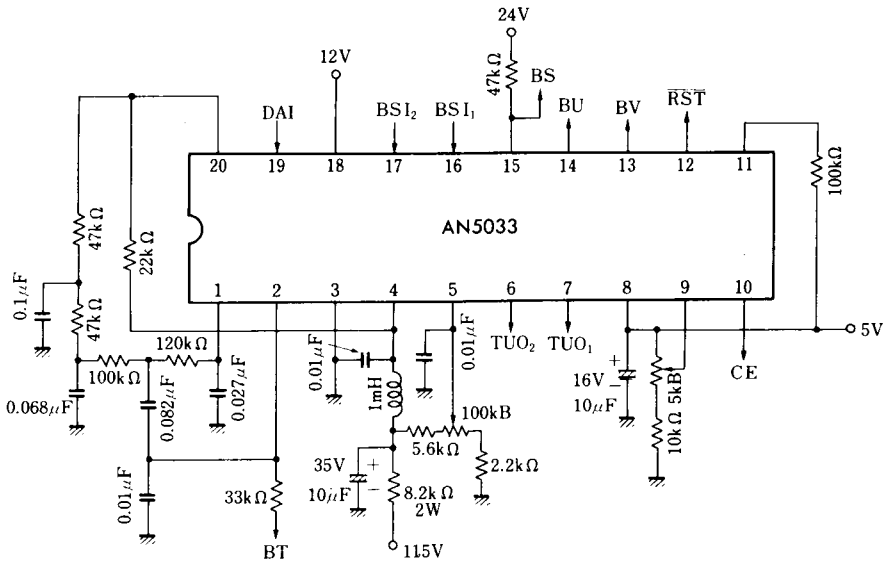 24V
12V
47kΩ
BS
DAI
BSI₂
BSI₁
BU
BV
R̅S̅T̅
20 19 18 17 16 15 14 13 12 11
100kΩ
AN5033
47kΩ
22kΩ
0.1μF
47kΩ
1 2 3 4 5 6 7 8 9 10
5V
120kΩ
100kΩ
0.01μF
0.01μF
TUO₂
TUO₁
CE
0.068μF
0.082μF
0.027μF
1mH
100kB
5.6kΩ
2.2kΩ
+
16V
−
10μF
5kB
10kΩ
0.01μF
33kΩ
35V
+
10μF
−
8.2kΩ
2W
BT
115V